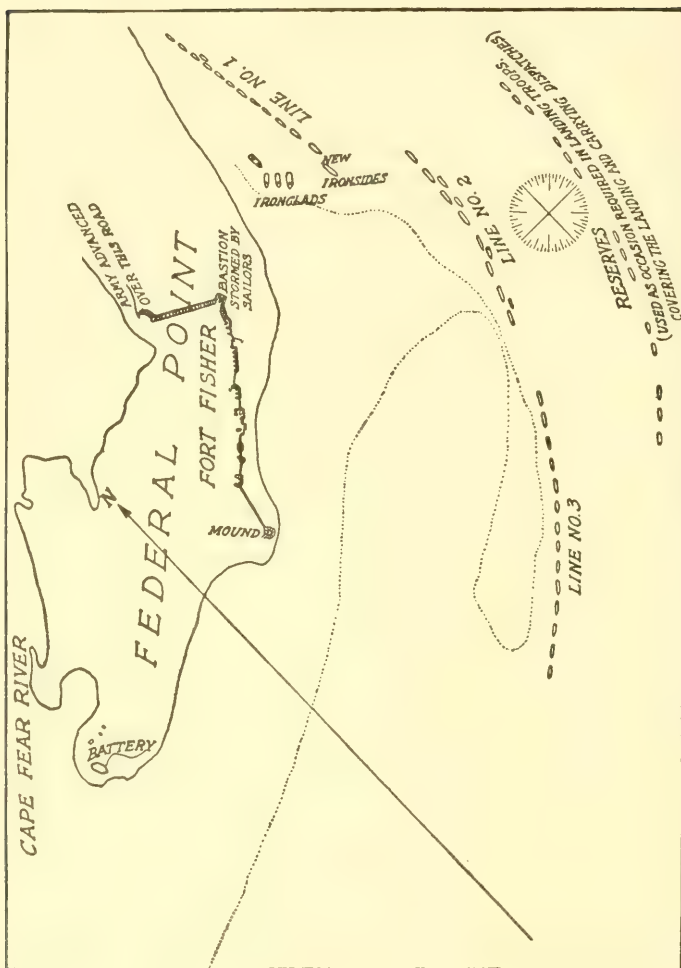 CAPE FEAR RIVER
BATTERY
FEDERAL POINT
N
ARMY ADVANCED
OVER THIS ROAD
FORT FISHER
BASTION
STORMED BY
SAILORS
MOUND
LINE NO. 1
IRONGLADS
NEW
IRONSIDES
LINE NO. 2
LINE NO. 3
RESERVES
(USED AS OCCASION REQUIRED IN LANDING TROOPS,
COVERING THE LANDING AND CARRYING DISPATCHES)